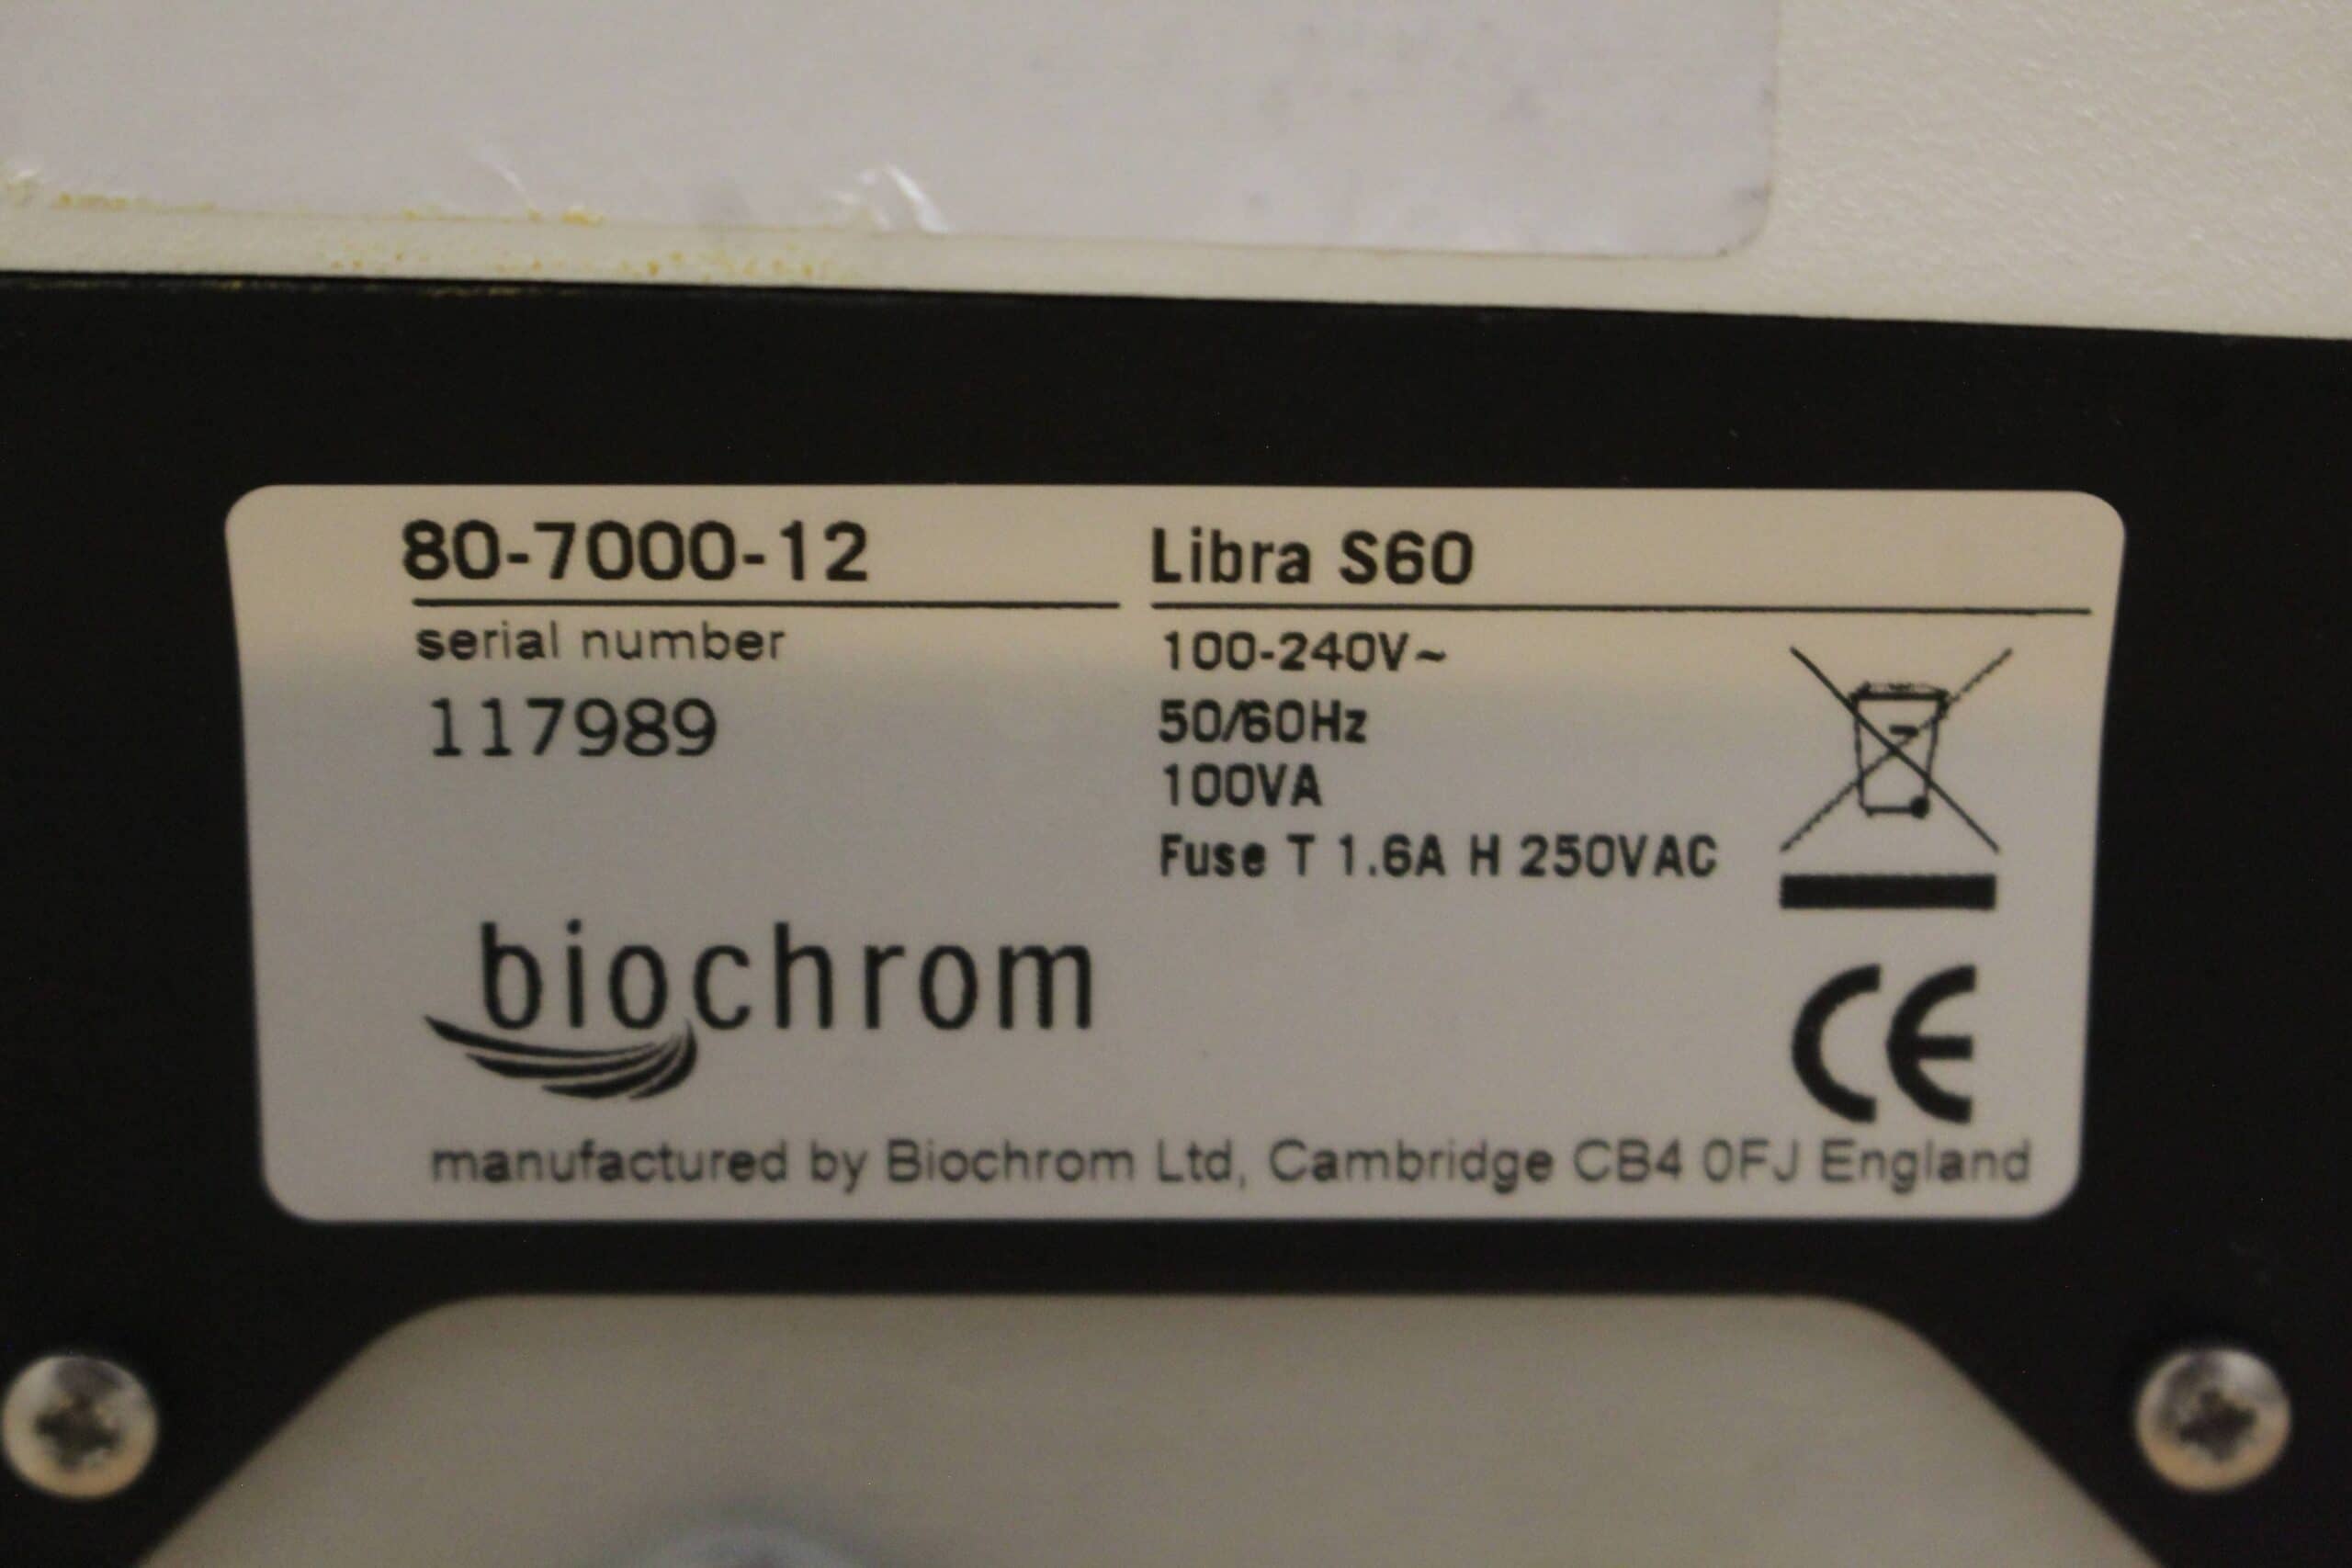 80-7000-12
serial number
117989
Libra S60
100-240V~
50/60Hz
100VA
Fuse T 1.6A H 250VAC
biochrom
CE
manufactured by Biochrom Ltd, Cambridge CB4 0FJ England